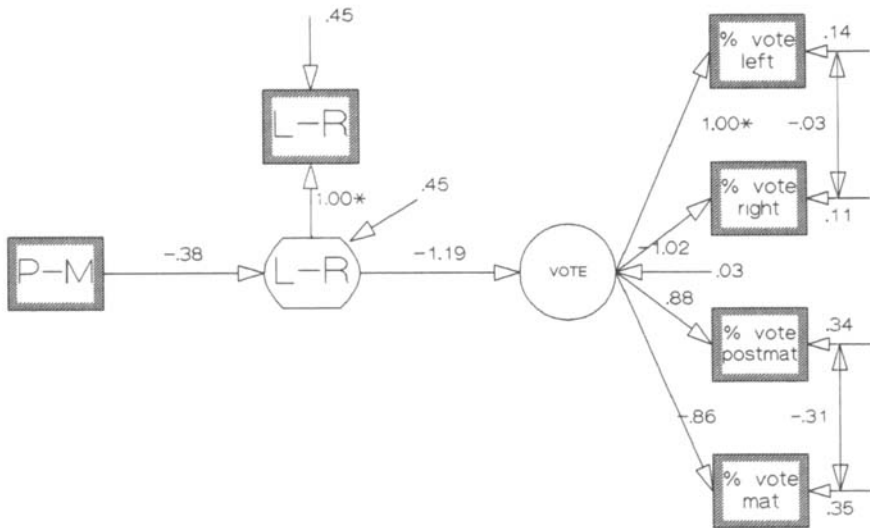 .45
L-R
1.00*
.45
P-M
-.38
L-R
-1.19
VOTE
.03
% vote
left
.14
1.00*
-.03
% vote
right
.11
-1.02
.88
% vote
postmat
.34
-.86
-.31
% vote
mat
.35